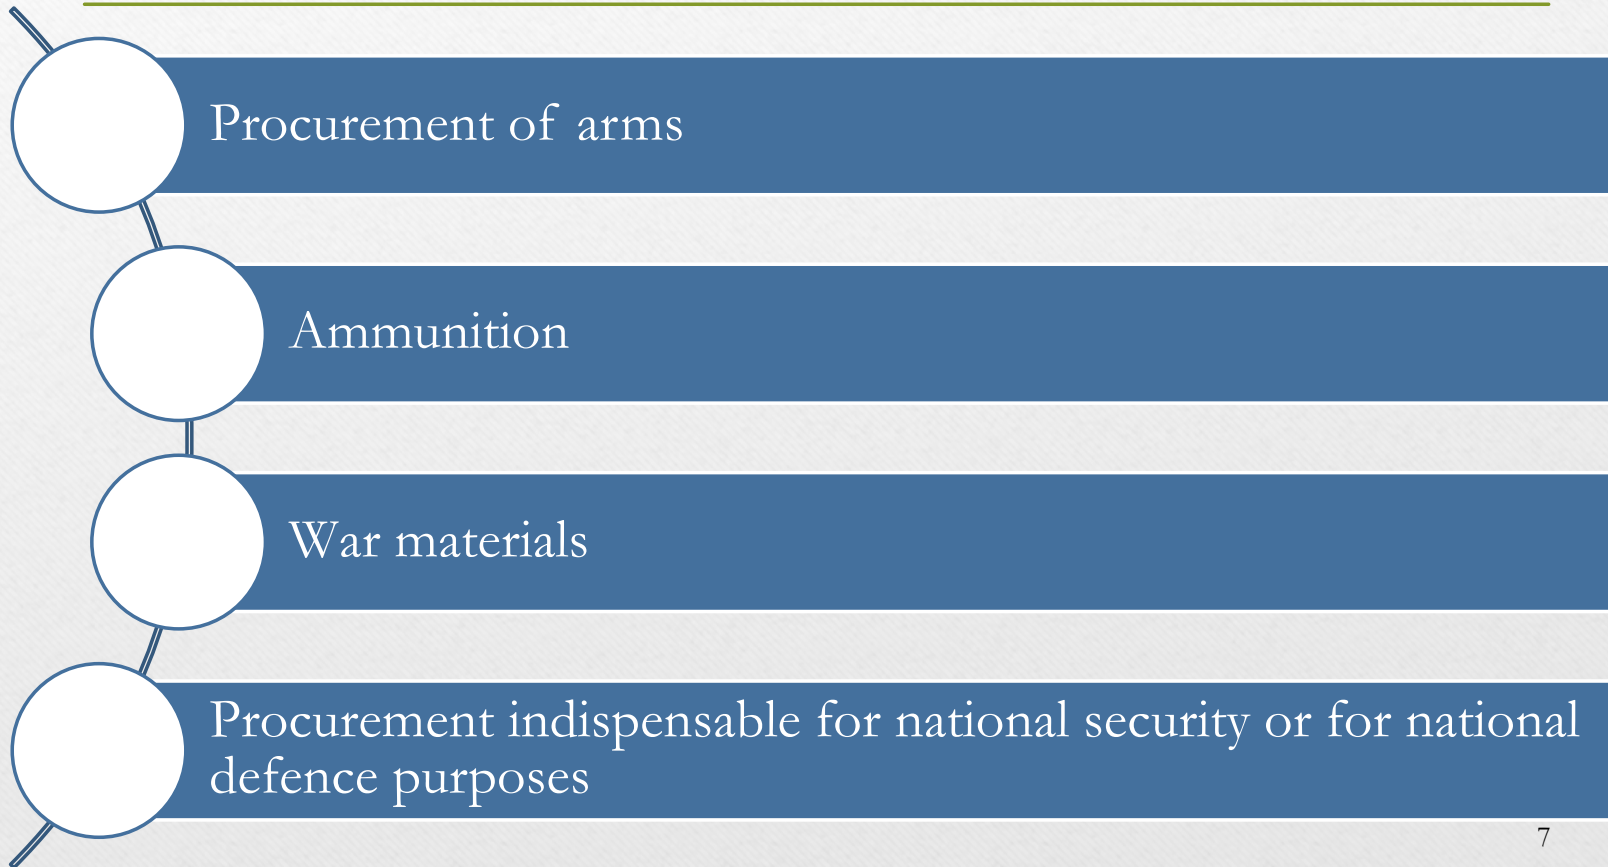 Procurement of arms
Ammunition
War materials
Procurement indispensable for national security or for national
defence purposes
7